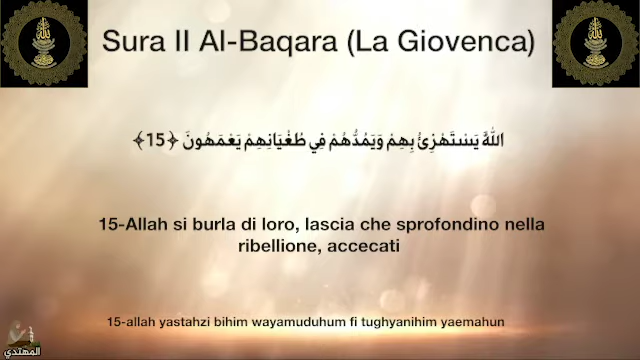 Sura II Al-Baqara (La Giovenca)
اللَّهُ يَسْتَهْزِئُ بِهِمْ وَيَمُدُّهُمْ فِي طُغْيَانِهِمْ يَعْمَهُونَ ﴿15﴾
15-Allah si burla di loro, lascia che sprofondino nella
ribellione, accecati
15-allah yastahzi bihim wayamuduhum fi tughyanihim yaemahun
المهتدي